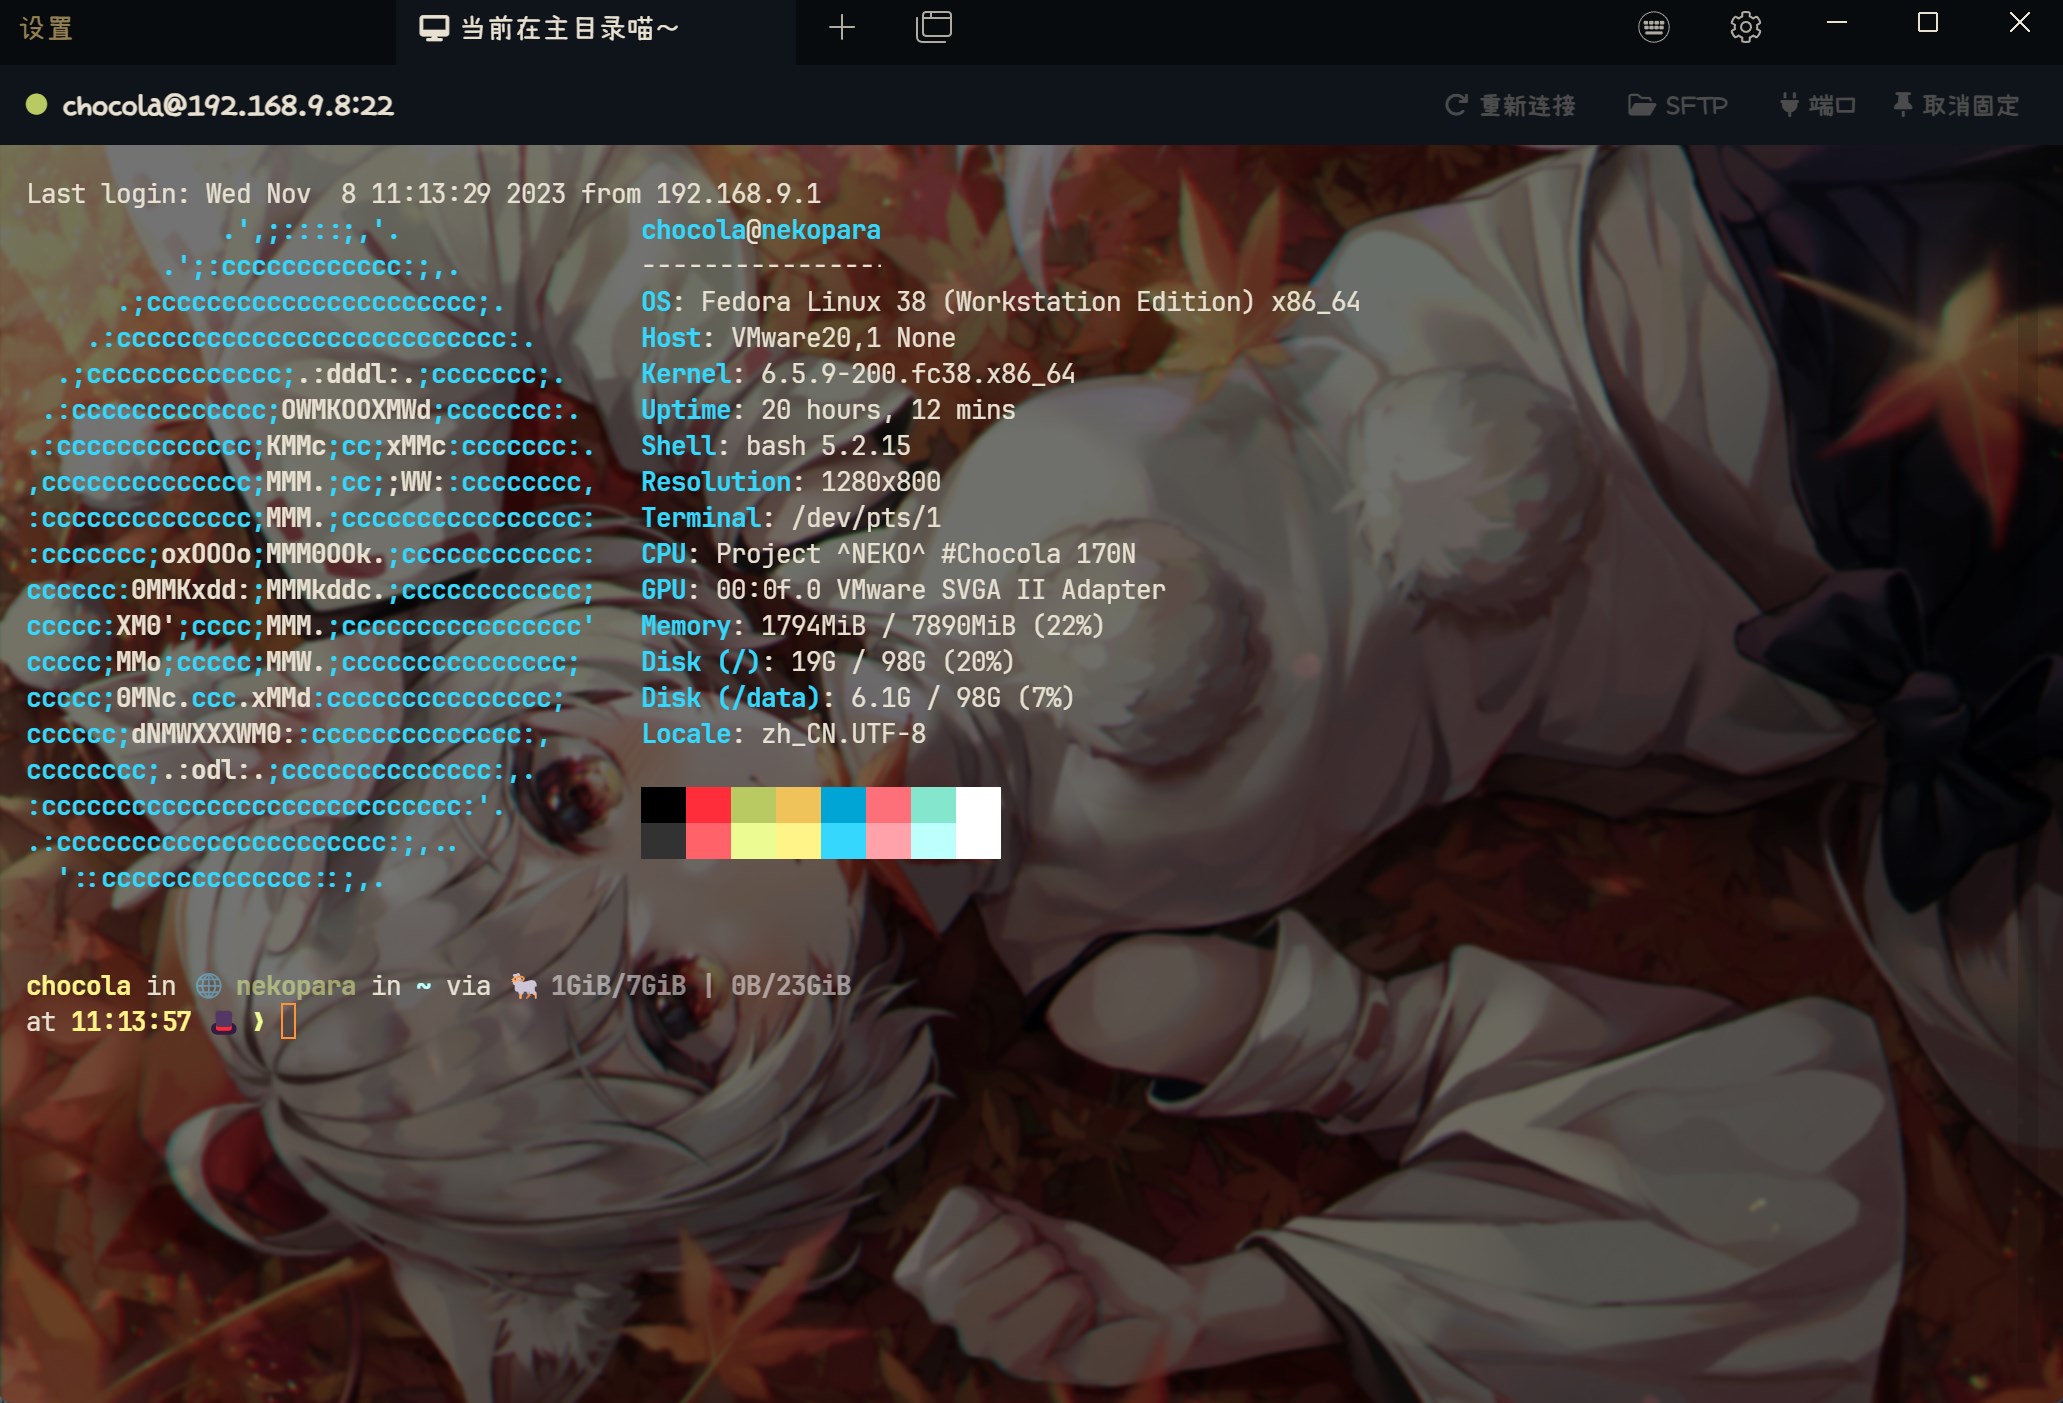 设置
当前在主目录喵~
chocola@192.168.9.8:22
重新连接
SFTP
端口
取消固定
Last login: Wed Nov  8 11:13:29 2023 from 192.168.9.1
             .',;::::;,'.                 chocola@nekopara
         .';:cccccccccccc:;,.             ----------------
      .;cccccccccccccccccccccc;.          OS: Fedora Linux 38 (Workstation Edition) x86_64
    .:cccccccccccccccccccccccccc:.        Host: VMware20,1 None
  .;ccccccccccccc;.:dddl:.;ccccccc;.      Kernel: 6.5.9-200.fc38.x86_64
 .:ccccccccccccc;OWMKOOXMWd;ccccccc:.     Uptime: 20 hours, 12 mins
.:ccccccccccccc;KMMc;cc;xMMc:ccccccc:.    Shell: bash 5.2.15
,cccccccccccccc;MMM.;cc;;WW::cccccccc,    Resolution: 1280x800
:cccccccccccccc;MMM.;cccccccccccccccc:    Terminal: /dev/pts/1
:ccccccc;oxOOOo;MMM0OOk.;cccccccccccc:    CPU: Project ^NEKO^ #Chocola 170N
cccccc:0MMKxdd:;MMMkddc.;cccccccccccc;    GPU: 00:0f.0 VMware SVGA II Adapter
ccccc:XM0';cccc;MMM.;cccccccccccccccc'    Memory: 1794MiB / 7890MiB (22%)
ccccc;MMo;ccccc;MMW.;ccccccccccccccc;     Disk (/): 19G / 98G (20%)
ccccc;0MNc.ccc.xMMd:ccccccccccccccc;      Disk (/data): 6.1G / 98G (7%)
cccccc;dNMWXXXWM0::cccccccccccccc:,       Locale: zh_CN.UTF-8
cccccccc;.:odl:.;cccccccccccccc:,.
:cccccccccccccccccccccccccccc:'.
.:cccccccccccccccccccccc:;,..
  '::cccccccccccccc::;,.
chocola in 🌐 nekopara in ~ via 🐏 1GiB/7GiB | 0B/23GiB
at 11:13:57 🎩 ❱